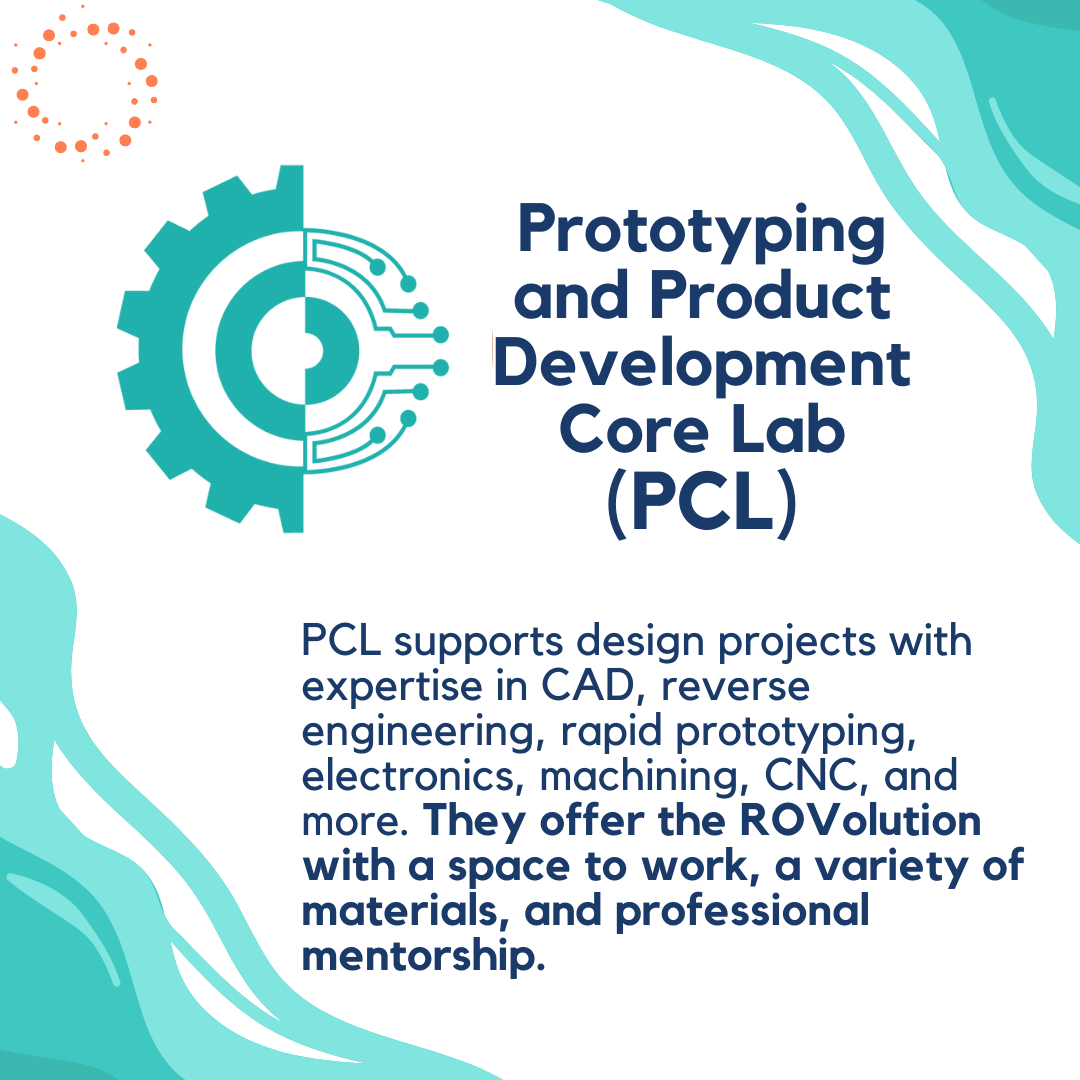 Prototyping
and Product
Development
Core Lab
(PCL)
PCL supports design projects with
expertise in CAD, reverse
engineering, rapid prototyping,
electronics, machining, CNC, and
more. They offer the ROVolution
with a space to work, a variety of
materials, and professional
mentorship.